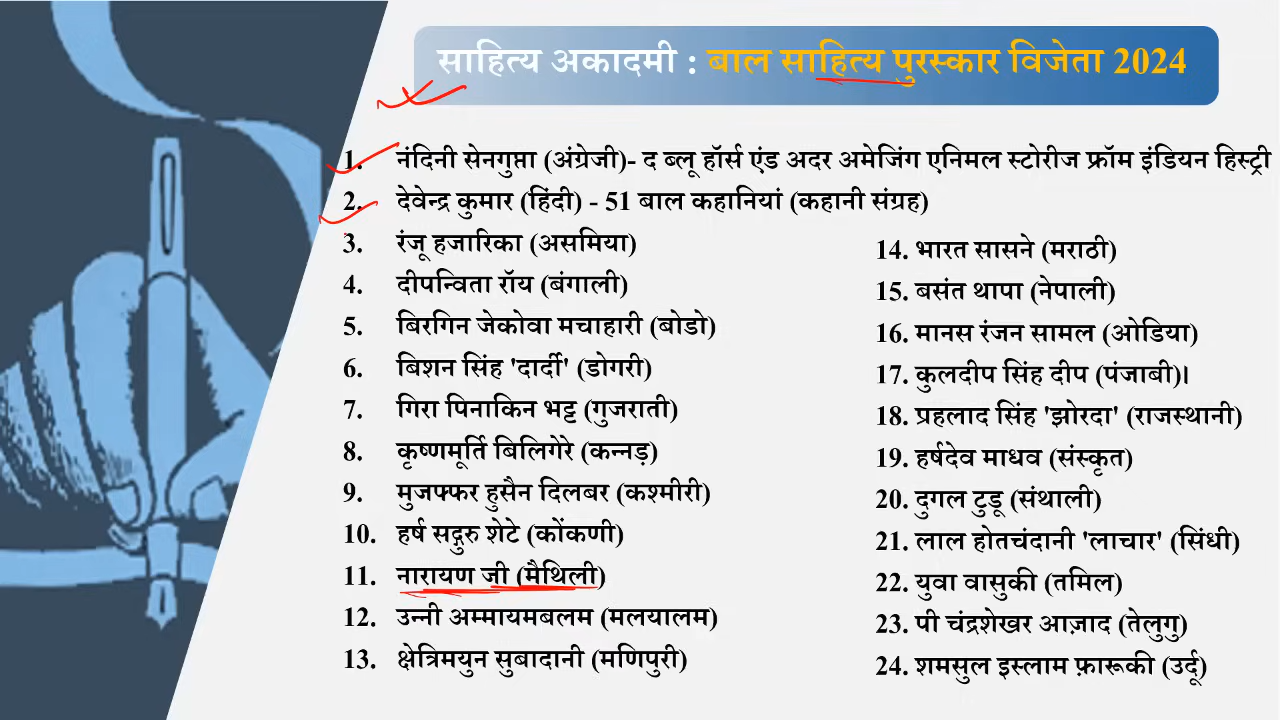 साहित्य अकादमी : बाल साहित्य पुरस्कार विजेता 2024
1. नंदिनी सेनगुप्ता (अंग्रेजी)- द ब्लू हॉर्स एंड अदर अमेजिंग एनिमल स्टोरीज फ्रॉम इंडियन हिस्ट्री
2. देवेन्द्र कुमार (हिंदी) - 51 बाल कहानियां (कहानी संग्रह)
3. रंजू हजारिका (असमिया)
4. दीपन्विता रॉय (बंगाली)
5. बिरगिन जेकोवा मचाहारी (बोडो)
6. बिशन सिंह 'दार्दी' (डोगरी)
7. गिरा पिनाकिन भट्ट (गुजराती)
8. कृष्णमूर्ति बिलिगेरे (कन्नड़)
9. मुजफ्फर हुसैन दिलबर (कश्मीरी)
10. हर्ष सद्गुरु शेटे (कोंकणी)
11. नारायण जी (मैथिली)
12. उन्नी अम्मायमबलम (मलयालम)
13. क्षेत्रिमयुन सुबादानी (मणिपुरी)
14. भारत सासने (मराठी)
15. बसंत थापा (नेपाली)
16. मानस रंजन सामल (ओडिया)
17. कुलदीप सिंह दीप (पंजाबी)।
18. प्रहलाद सिंह 'झोरदा' (राजस्थानी)
19. हर्षदेव माधव (संस्कृत)
20. दुगल टुडू (संथाली)
21. लाल होतचंदानी 'लाचार' (सिंधी)
22. युवा वासुकी (तमिल)
23. पी चंद्रशेखर आज़ाद (तेलुगु)
24. शमसुल इस्लाम फ़ारूकी (उर्दू)